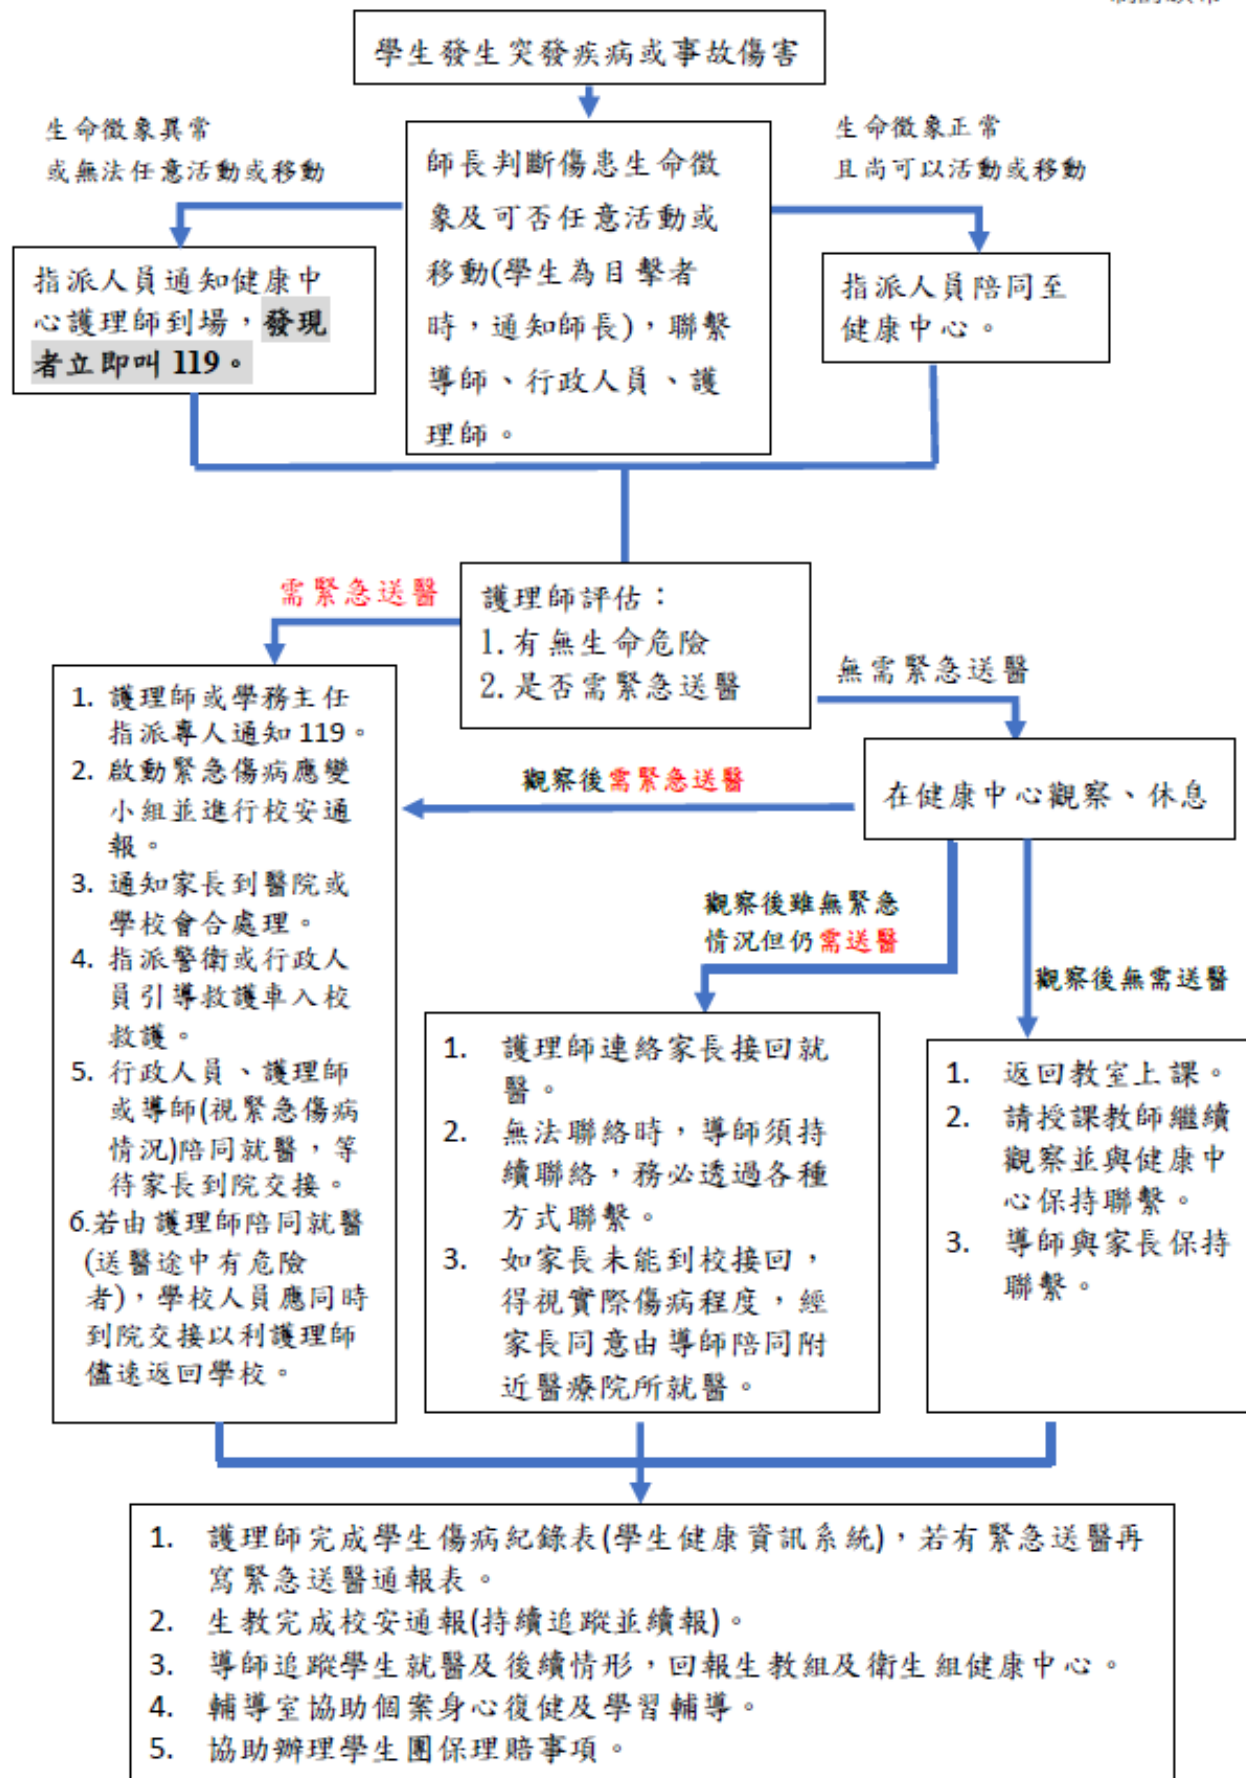 學生發生突發疾病或事故傷害
生命徵象異常
或無法任意活動或移動
師長判斷傷患生命徵
象及可否任意活動或
移動(學生為目擊者
時，通知師長)，聯繫
導師、行政人員、護
理師。
生命徵象正常
且尚可以活動或移動
指派人員通知健康中
心護理師到場，發現
者立即叫 119。
指派人員陪同至
健康中心。
需緊急送醫
護理師評估：
1.有無生命危險
2.是否需緊急送醫
無需緊急送醫
1. 護理師或學務主任
指派專人通知 119。
2. 啟動緊急傷病應變
小組並進行校安通
報。
3. 通知家長到醫院或
學校會合處理。
4. 指派警衛或行政人
員引導救護車入校
救護。
5. 行政人員、護理師
或導師(視緊急傷病
情況)陪同就醫，等
待家長到院交接。
6.若由護理師陪同就醫
(送醫途中有危險
者)，學校人員應同時
到院交接以利護理師
儘速返回學校。
觀察後需緊急送醫
在健康中心觀察、休息
觀察後雖無緊急
情況但仍需送醫
觀察後無需送醫
1. 護理師連絡家長接回就
醫。
2. 無法聯絡時，導師須持
續聯絡，務必透過各種
方式聯繫。
3. 如家長未能到校接回，
得視實際傷病程度，經
家長同意由導師陪同附
近醫療院所就醫。
1. 返回教室上課。
2. 請授課教師繼續
觀察並與健康中
心保持聯繫。
3. 導師與家長保持
聯繫。
1. 護理師完成學生傷病紀錄表(學生健康資訊系統)，若有緊急送醫再
寫緊急送醫通報表。
2. 生教完成校安通報(持續追蹤並續報)。
3. 導師追蹤學生就醫及後續情形，回報生教組及衛生組健康中心。
4. 輔導室協助個案身心復健及學習輔導。
5. 協助辦理學生團保理賠事項。